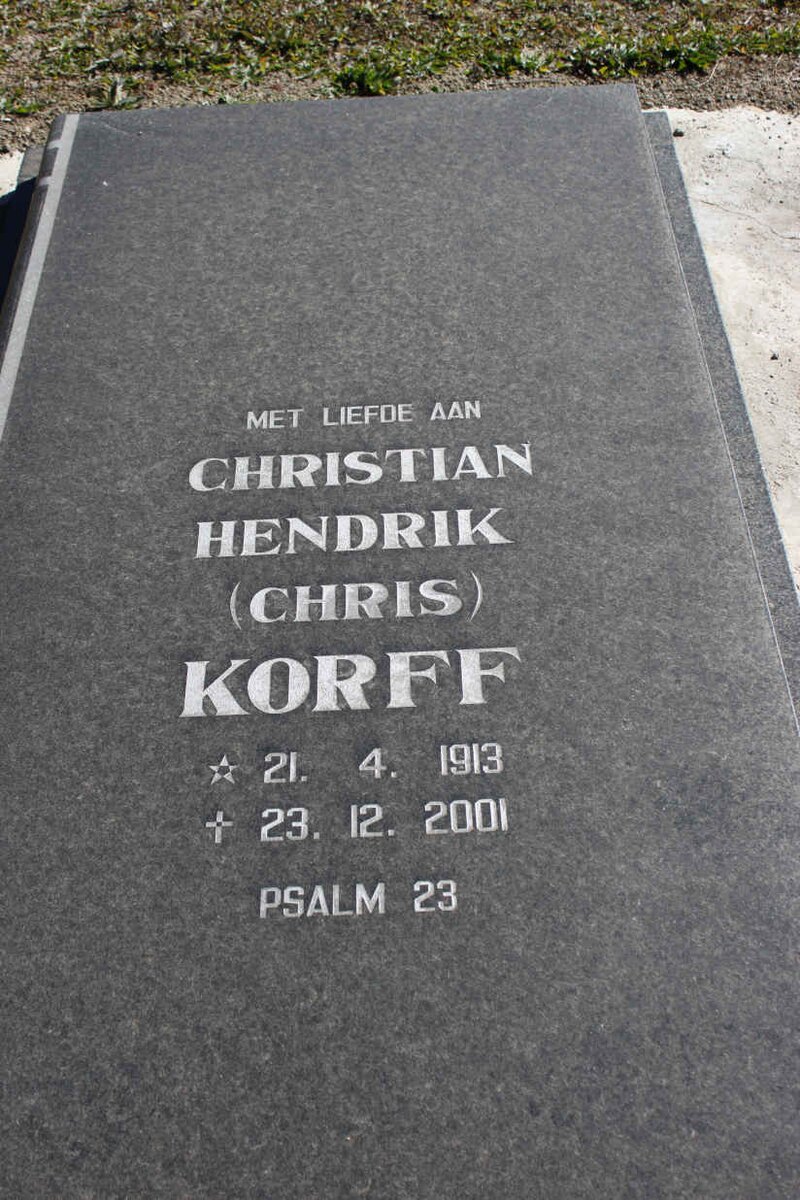 MET LIEFDE AAN
CHRISTIAN
HENDRIK
(CHRIS)
KORFF
☆ 21. 4. 1913
✝ 23. 12. 2001
PSALM 23